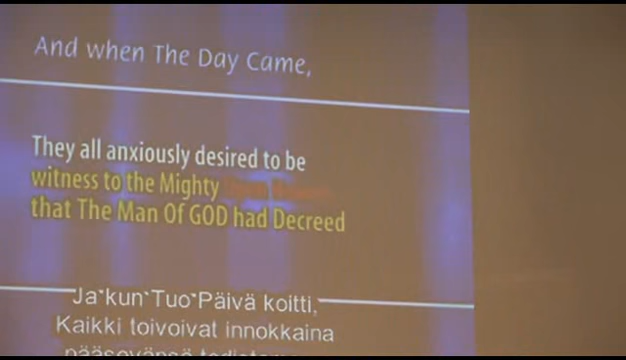 And when The Day Came,
They all anxiously desired to be
witness to the Mighty
that The Man Of GOD had Decreed
Ja kun Tuo Päivä koitti,
Kaikki toivoivat innokkaina